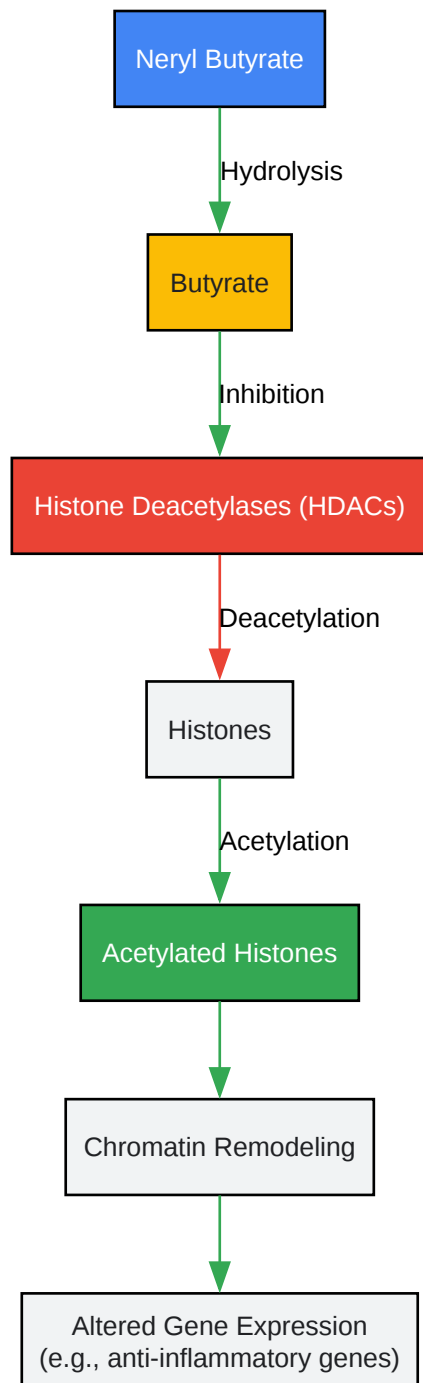 Neryl Butyrate
Hydrolysis
Butyrate
Inhibition
Histone Deacetylases (HDACs)
Deacetylation
Histones
Acetylation
Acetylated Histones
Chromatin Remodeling
Altered Gene Expression
(e.g., anti-inflammatory genes)